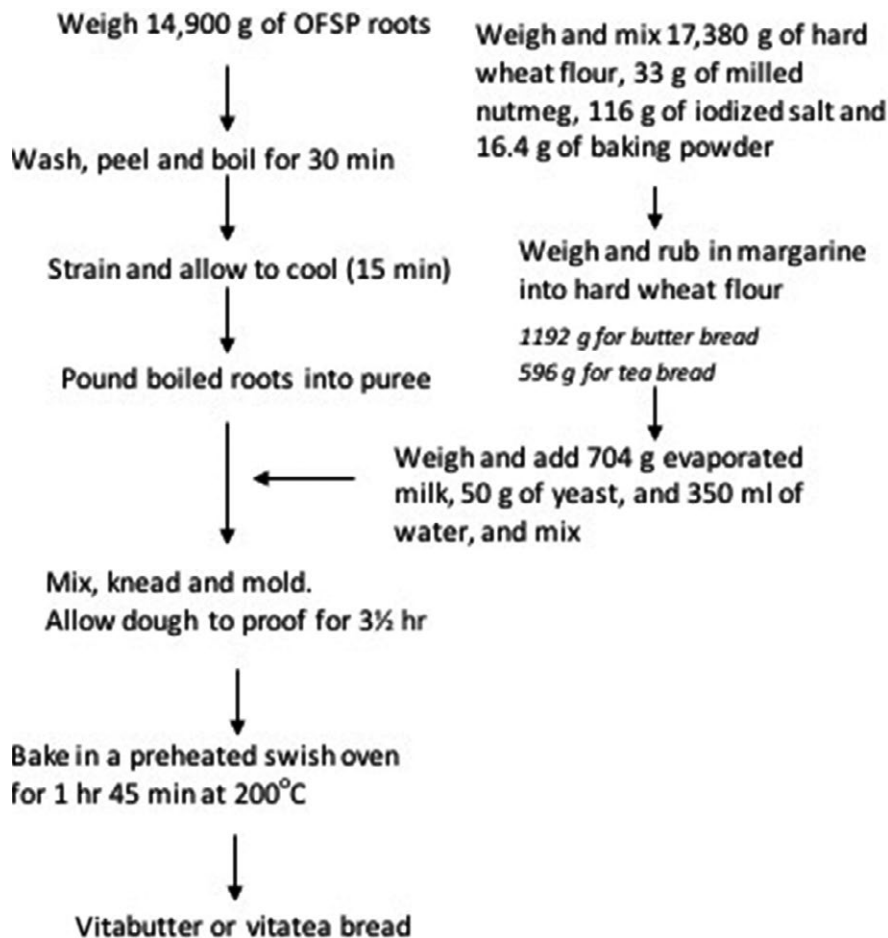 Weigh 14,900 g of OFSP roots
Wash, peel and boil for 30 min
Strain and allow to cool (15 min)
Pound boiled roots into puree
Weigh and mix 17,380 g of hard
wheat flour, 33 g of milled
nutmeg, 116 g of iodized salt and
16.4 g of baking powder
Weigh and rub in margarine
into hard wheat flour
1192 g for butter bread
596 g for tea bread
Weigh and add 704 g evaporated
milk, 50 g of yeast, and 350 ml of
water, and mix
Mix, knead and mold.
Allow dough to proof for 3½ hr
Bake in a preheated swish oven
for 1 hr 45 min at 200°C
Vitabutter or vitatea bread